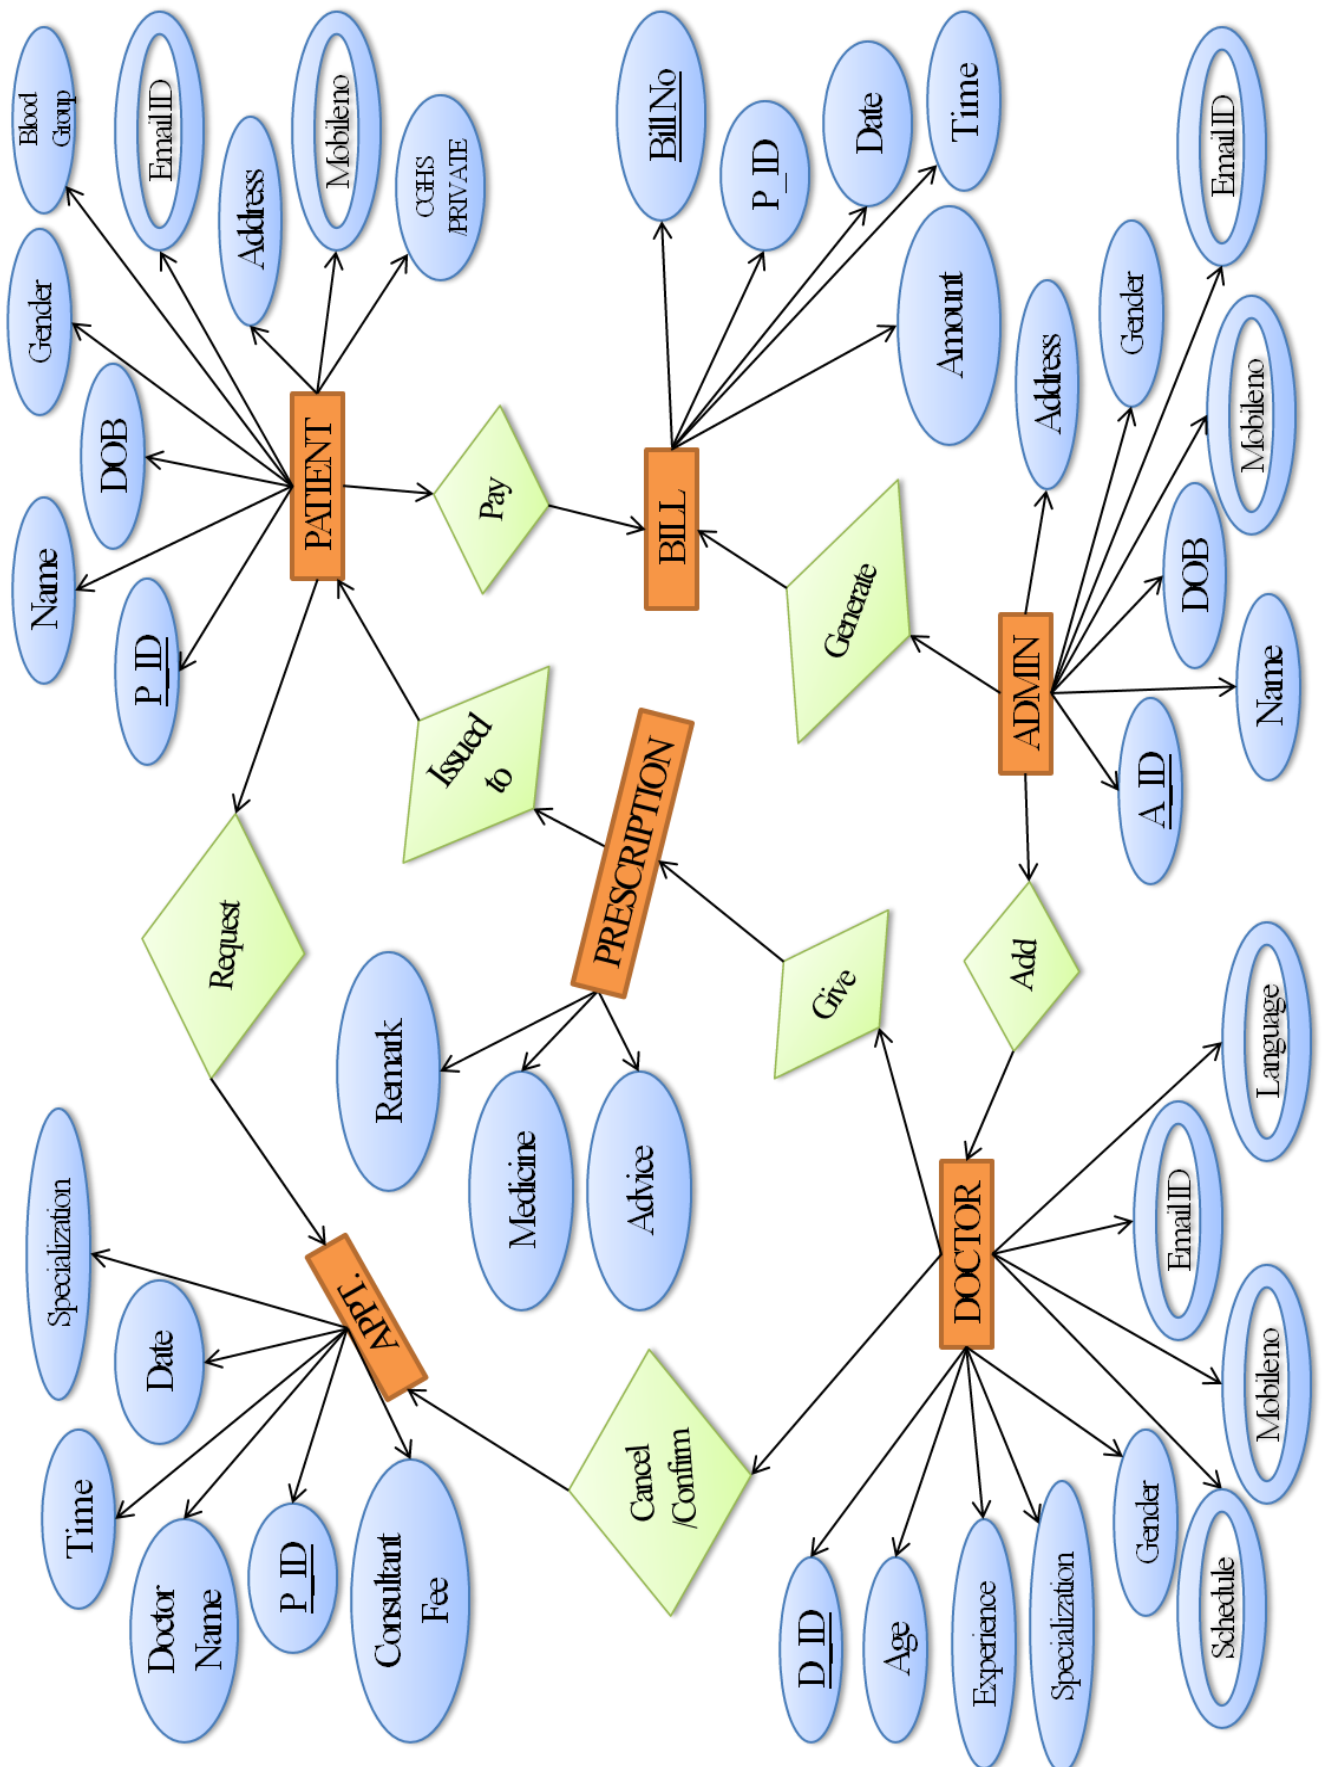 Time
Specialization
Name
Gender
Blood
Group
Doctor
Name
Date
P_ID
DOB
Email ID
P_ID
Request
Address
Consultant
Fee
APPT.
Remark
PATIENT
Mobileno
CGHS
/PRIVATE
Medicine
Issued
to
Pay
Cancel
/Confirm
Advice
PRESCRIPTION
BILL
Bill No
P_ID
D_ID
Give
Generate
Date
Age
Amount
Time
Experience
DOCTOR
Add
ADMIN
Address
Specialization
Gender
Gender
Email ID
A_ID
DOB
Email ID
Schedule
Mobileno
Language
Name
Mobileno